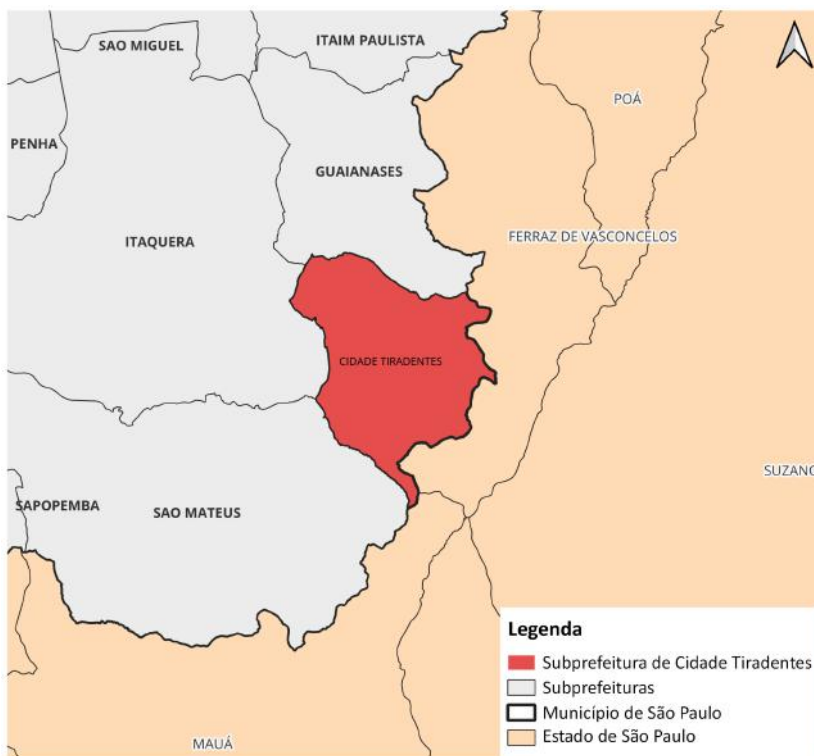 SAO MIGUEL
ITAIM PAULISTA
POÁ
PENHA
GUAIANASES
ITAQUERA
FERRAZ DE VASCONCELOS
CIDADE TIRADENTES
SUZANO
SAPOPEMBA
SAO MATEUS
MAUÁ
Legenda
Subprefeitura de Cidade Tiradentes
Subprefeituras
Município de São Paulo
Estado de São Paulo